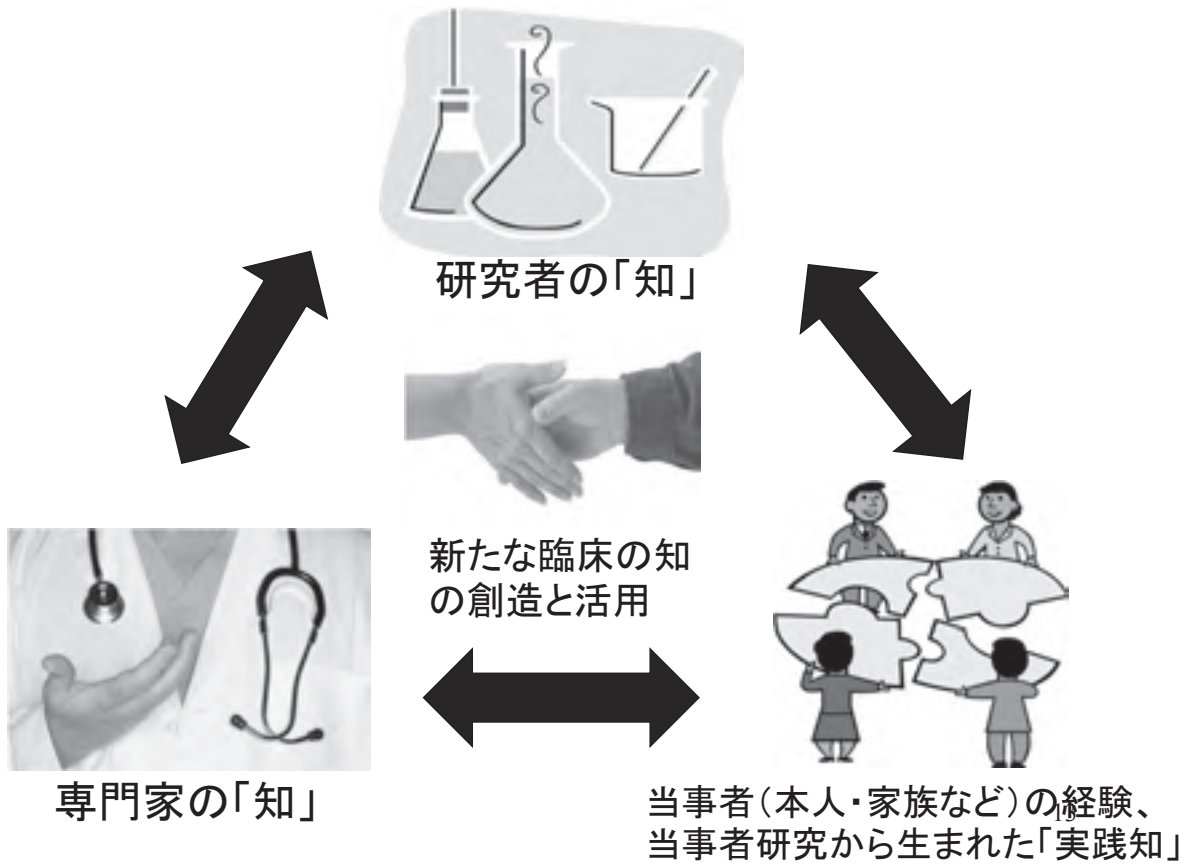 研究者の「知」
新たな臨床の知
の創造と活用
専門家の「知」
当事者(本人・家族など)の経験、
当事者研究から生まれた「実践知」